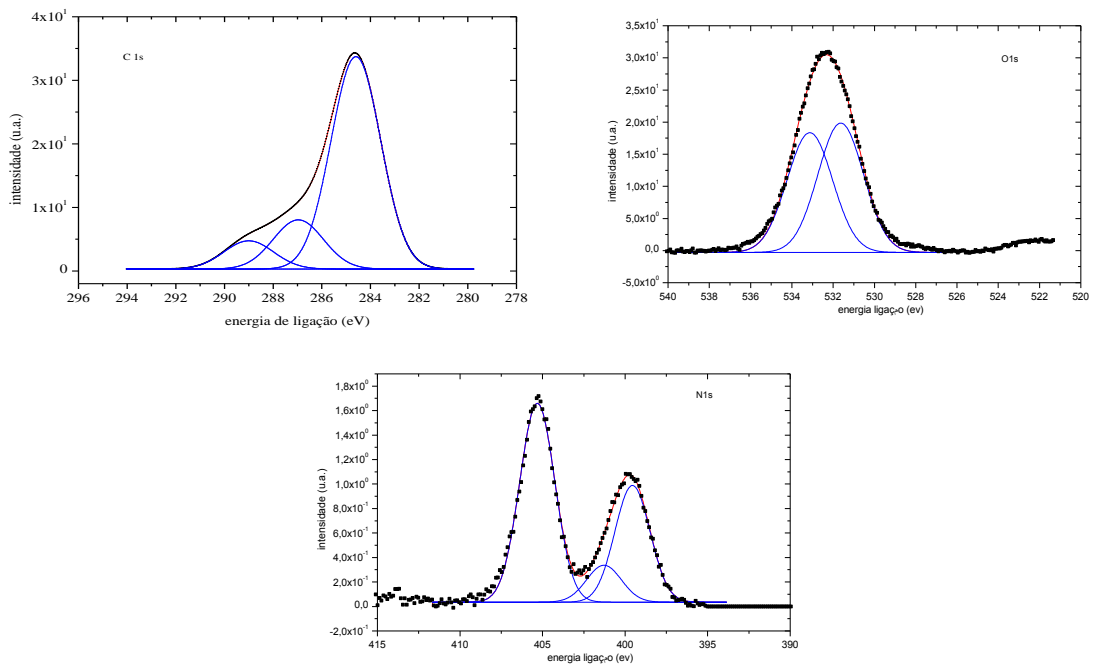 C 1s
4x10¹
3x10¹
2x10¹
1x10¹
0
intensidade (u.a.)
296 294 292 290 288 286 284 282 280 278
energia de ligação (eV)
O1s
3,5x10¹
3,0x10¹
2,5x10¹
2,0x10¹
1,5x10¹
1,0x10¹
5,0x10⁰
0,0
-5,0x10⁰
intensidade (u.a.)
540 538 536 534 532 530 528 526 524 522 520
energia ligaç۰o (ev)
N1s
1,8x10⁰
1,6x10⁰
1,4x10⁰
1,2x10⁰
1,0x10⁰
8,0x10⁻¹
6,0x10⁻¹
4,0x10⁻¹
2,0x10⁻¹
0,0
-2,0x10⁻¹
intensidade (u.a.)
415 410 405 400 395 390
energia ligaç۰o (ev)